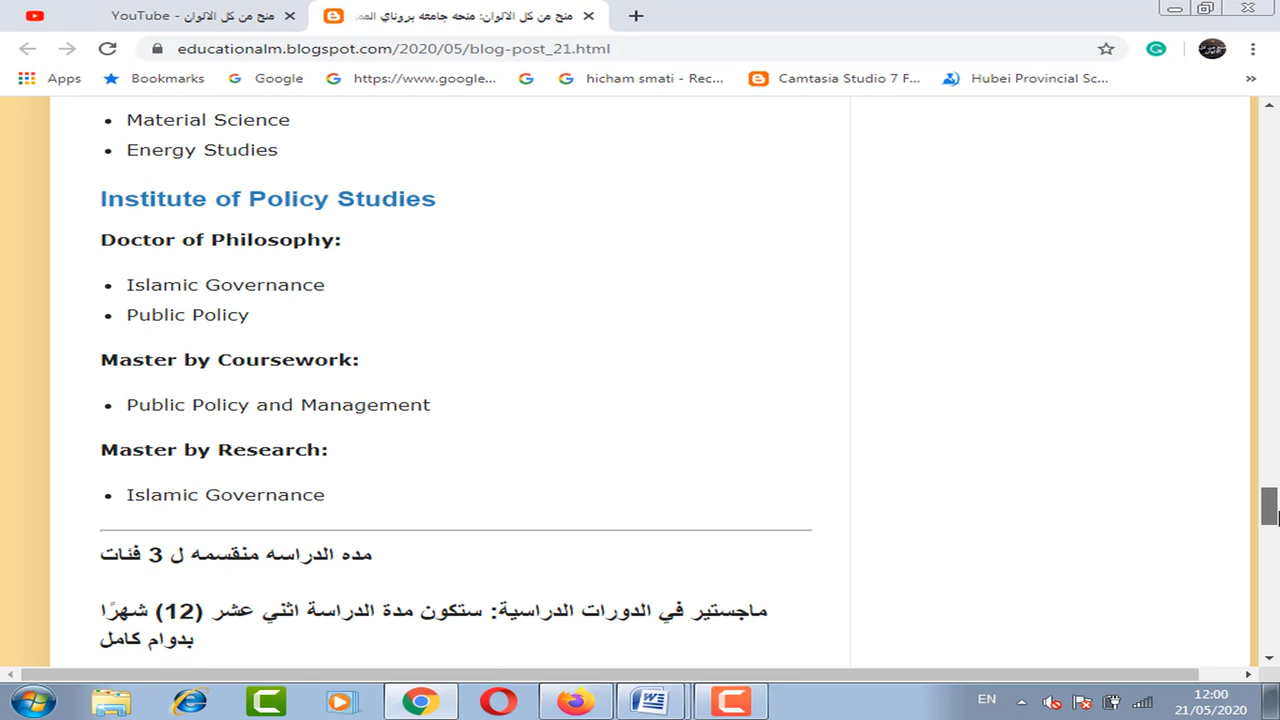 منح من كل الالوان - YouTube
منح من كل الالوان: منحه جامعه بروناي
educationalm.blogspot.com/2020/05/blog-post_21.html
Apps
Bookmarks
Google
https://www.google...
hicham smati - Rec...
Camtasia Studio 7 F...
Hubei Provincial Sc...
»
• Material Science
• Energy Studies
Institute of Policy Studies
Doctor of Philosophy:
• Islamic Governance
• Public Policy
Master by Coursework:
• Public Policy and Management
Master by Research:
• Islamic Governance
مده الدراسه منقسمه ل 3 فئات
ماجستير في الدورات الدراسية: ستكون مدة الدراسة اثني عشر (12) شهرًا
بدوام كامل
EN
12:00
21/05/2020